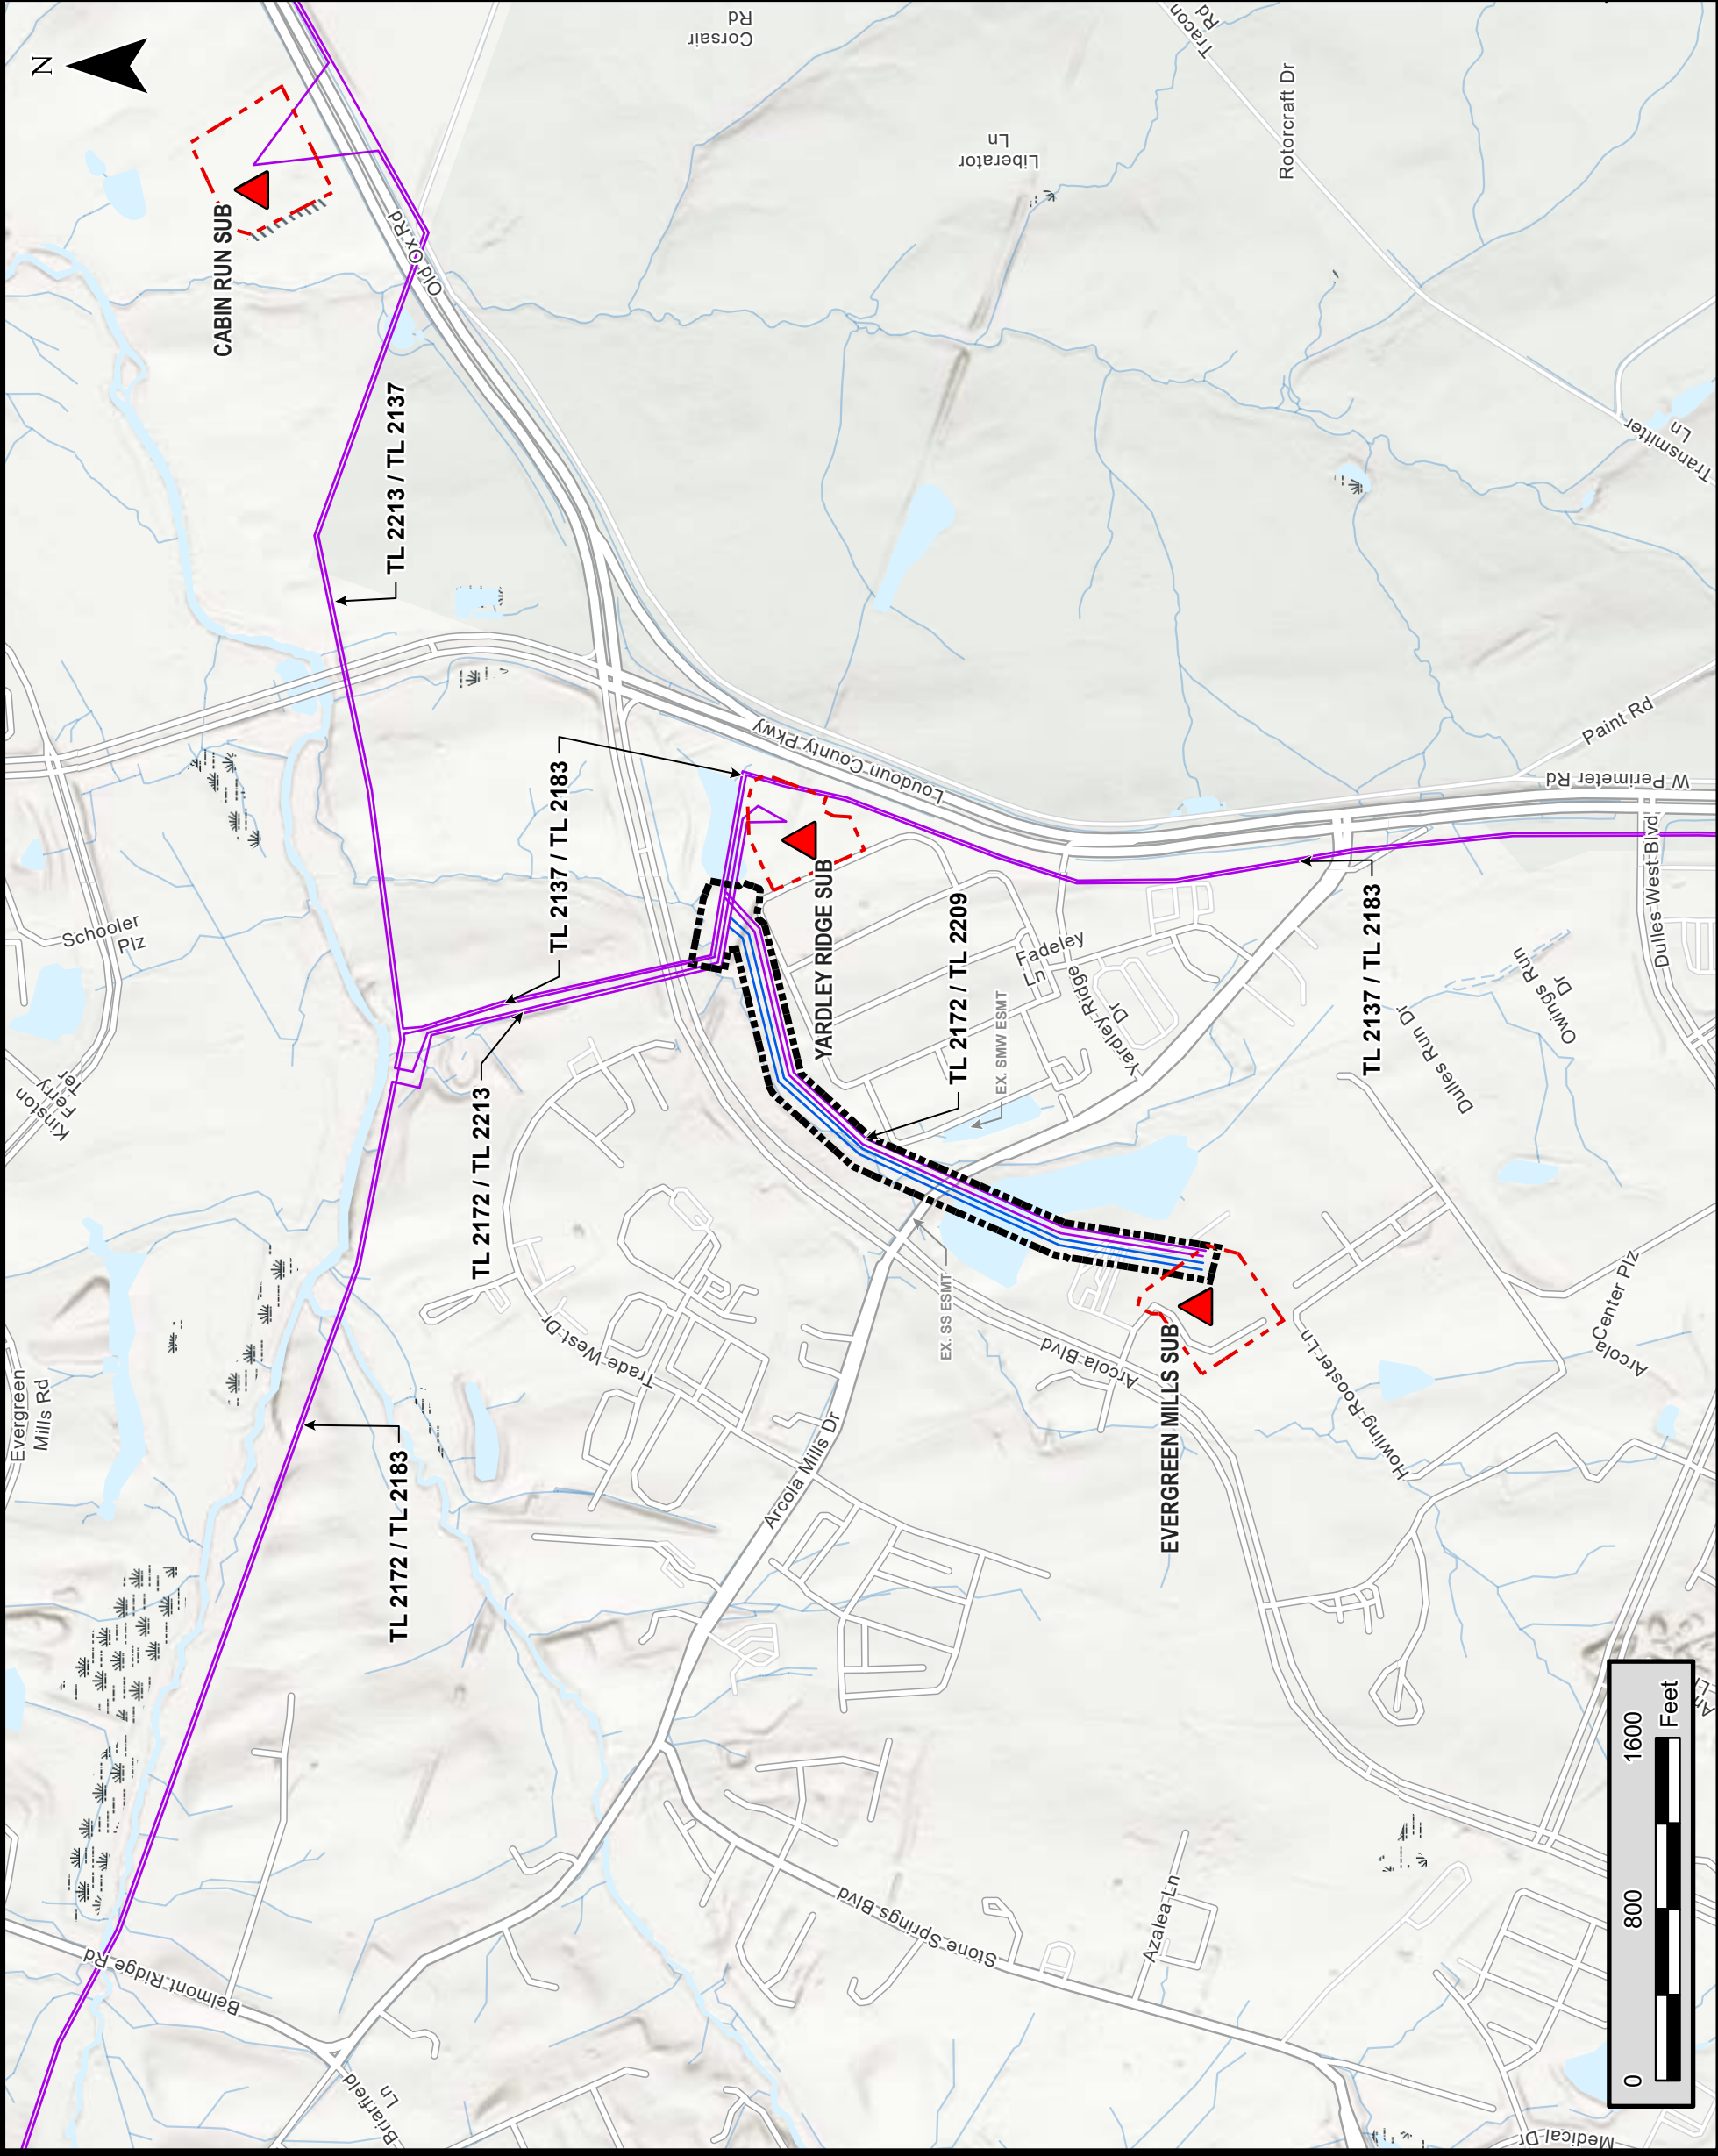 N
CABIN RUN SUB
Old Ox Rd
Corsair
Rd
Tracon
Rd
Liberator
Ln
Rotorcraft Dr
TL 2213 / TL 2137
Transmitter
Ln
Schooler
Plz
TL 2137 / TL 2183
Loudoun County Pkwy
Paint Rd
W Perimeter Rd
YARDLEY RIDGE SUB
TL 2172 / TL 2209
Fadeley
Ln
Yardley Ridge
Dr
EX. SMW ESMT
TL 2137 / TL 2183
Dulles West Blvd
Owings Run
Dr
Dulles Run Dr
Kinston
Ferry
Ter
TL 2172 / TL 2213
Trade West Dr
EX. SS ESMT
Arcola Blvd
EVERGREEN MILLS SUB
Howling Rooster Ln
Arcola Center Plz
Arcola
Evergreen
Mills Rd
TL 2172 / TL 2183
Arcola Mills Dr
Belmont Ridge Rd
Briarfield
Ln
Stone Springs Blvd
Azalea Ln
Medical Dr
0
800
1600
Feet